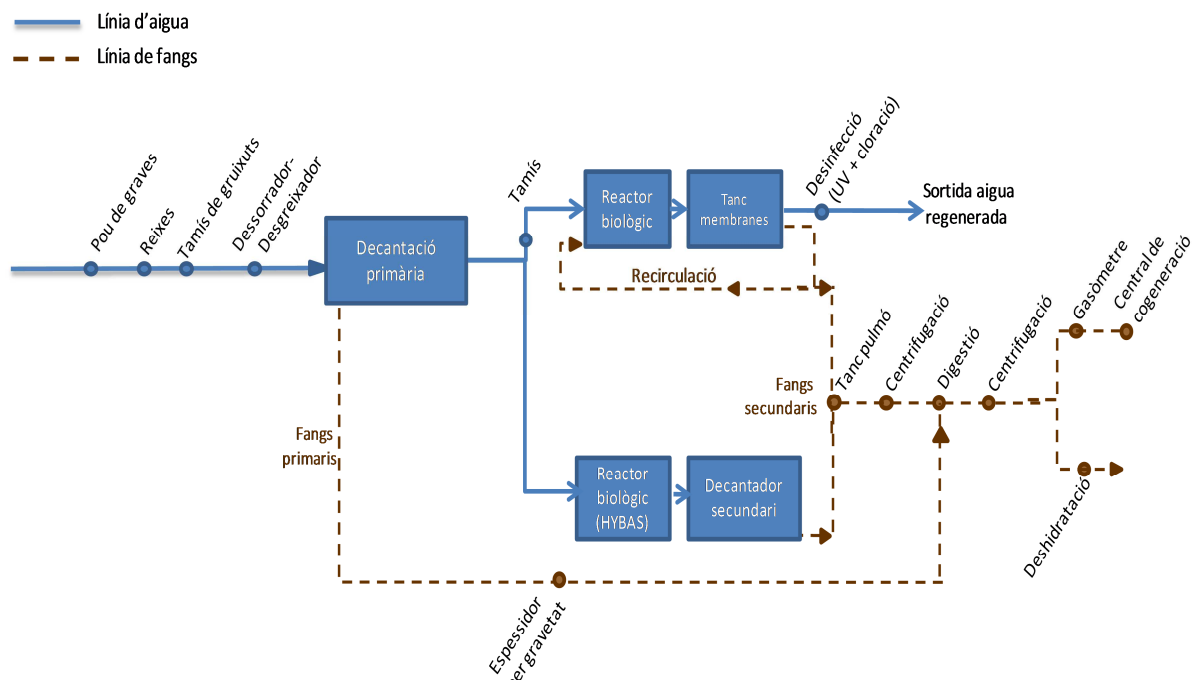 Línia d'aigua
Línia de fangs
Pou de graves
Reixes
Tamís de gruixuts
Dessorrador-
Desgreixador
Decantació
primària
Tamís
Reactor
biològic
Tanc
membranes
Desinfecció
(UV + cloració)
Sortida aigua
regenerada
Recirculació
Fangs
primaris
Reactor
biològic
(HYBAS)
Decantador
secundari
Fangs
secundaris
Tanc pulmó
Centrifugació
Digestió
Centrifugació
Gasòmetre
Central de
cogeneració
Deshidratació
Espessidor
per gravetat